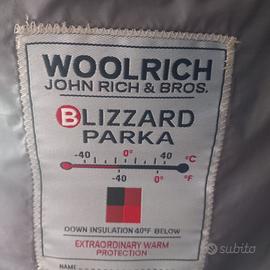 WOOLRICH
JOHN RICH & BROS.
BLIZZARD
PARKA
-40 0° 40 °C
-40 0° °F
DOWN INSULATION 40°F BELOW
EXTRAORDINARY WARM
PROTECTION
NAME
subito